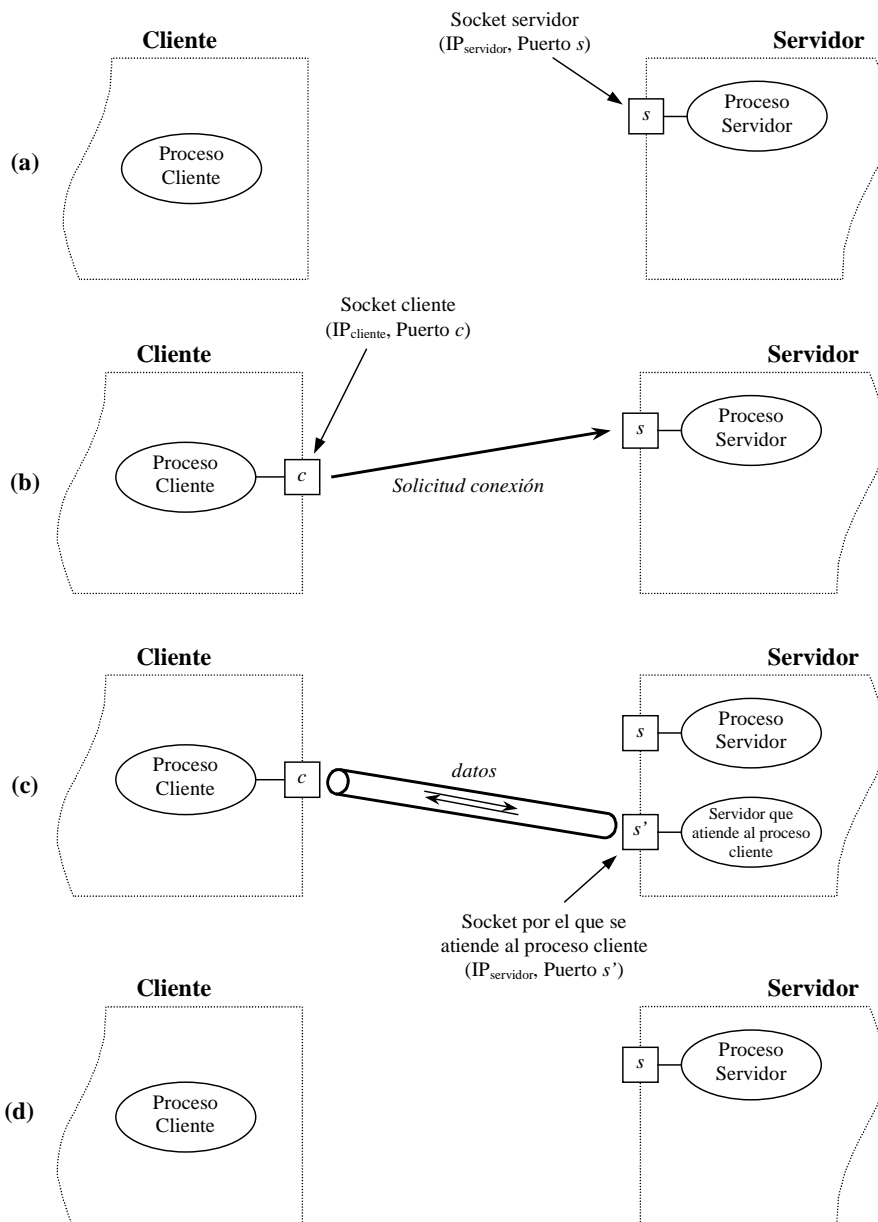 Socket servidor
(IPservidor, Puerto s)
Cliente
Servidor
(a)
Proceso
Cliente
s
Proceso
Servidor
Socket cliente
(IPcliente, Puerto c)
Cliente
Servidor
(b)
Proceso
Cliente
c
Solicitud conexión
s
Proceso
Servidor
Cliente
Servidor
(c)
Proceso
Cliente
c
datos
s
Proceso
Servidor
s’
Servidor que
atiende al proceso
cliente
Socket por el que se
atiende al proceso cliente
(IPservidor, Puerto s’)
Cliente
Servidor
(d)
Proceso
Cliente
s
Proceso
Servidor